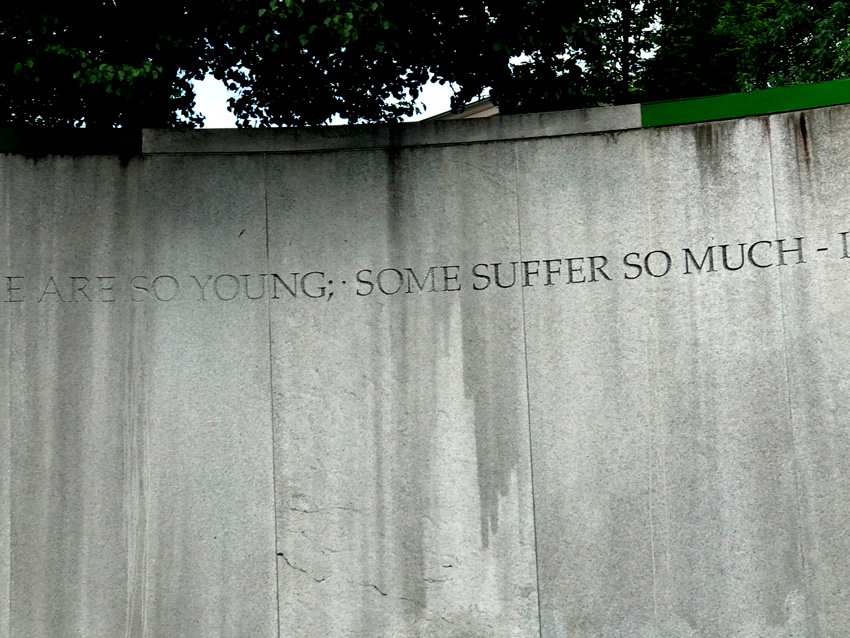 E ARE SO YOUNG; · SOME SUFFER SO MUCH - I